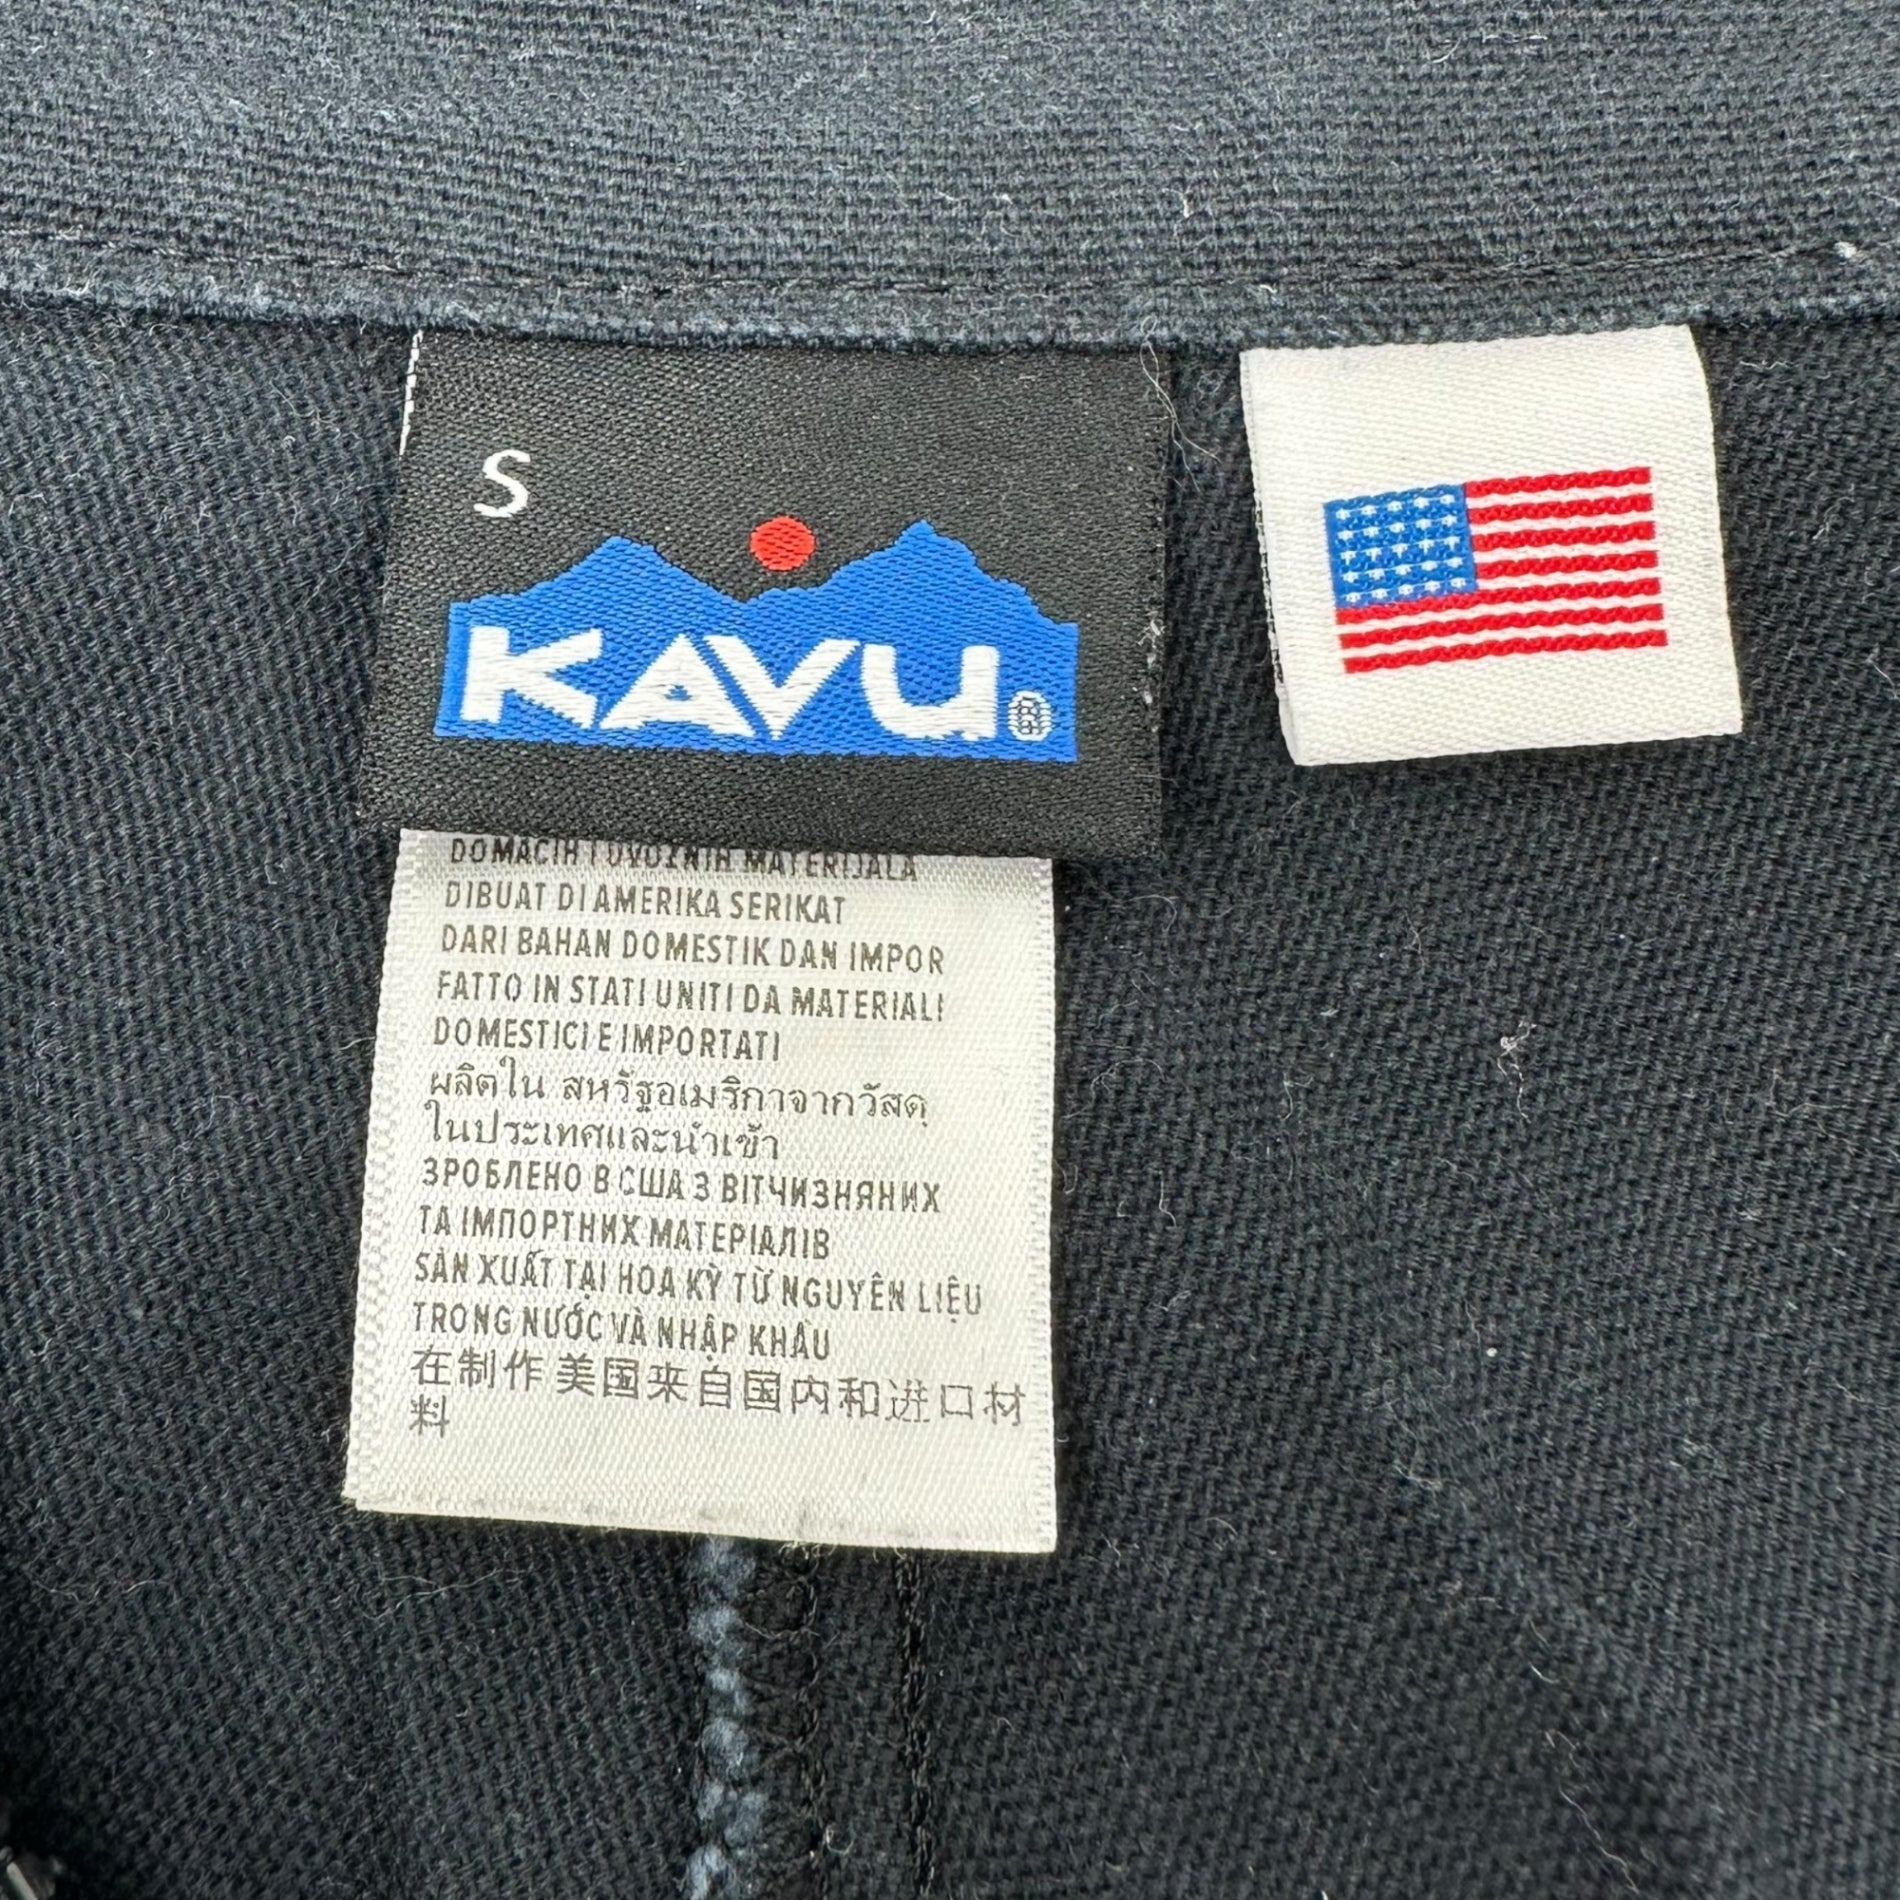 S
KAVU®
DOMAĆIH I UVOZNIH MATERIJALA
DIBUAT DI AMERIKA SERIKAT
DARI BAHAN DOMESTIK DAN IMPOR
FATTO IN STATI UNITI DA MATERIALI
DOMESTICI E IMPORTATI
ผลิตใน สหรัฐอเมริกาจากวัสดุ
ในประเทศและนำเข้า
ЗРОБЛЕНО В США З ВІТЧИЗНЯНИХ
ТА ІМПОРТНИХ МАТЕРІАЛІВ
SẢN XUẤT TẠI HOA KỲ TỪ NGUYÊN LIỆU
TRONG NƯỚC VÀ NHẬP KHẨU
在制作 美国来自国内和进口材
料